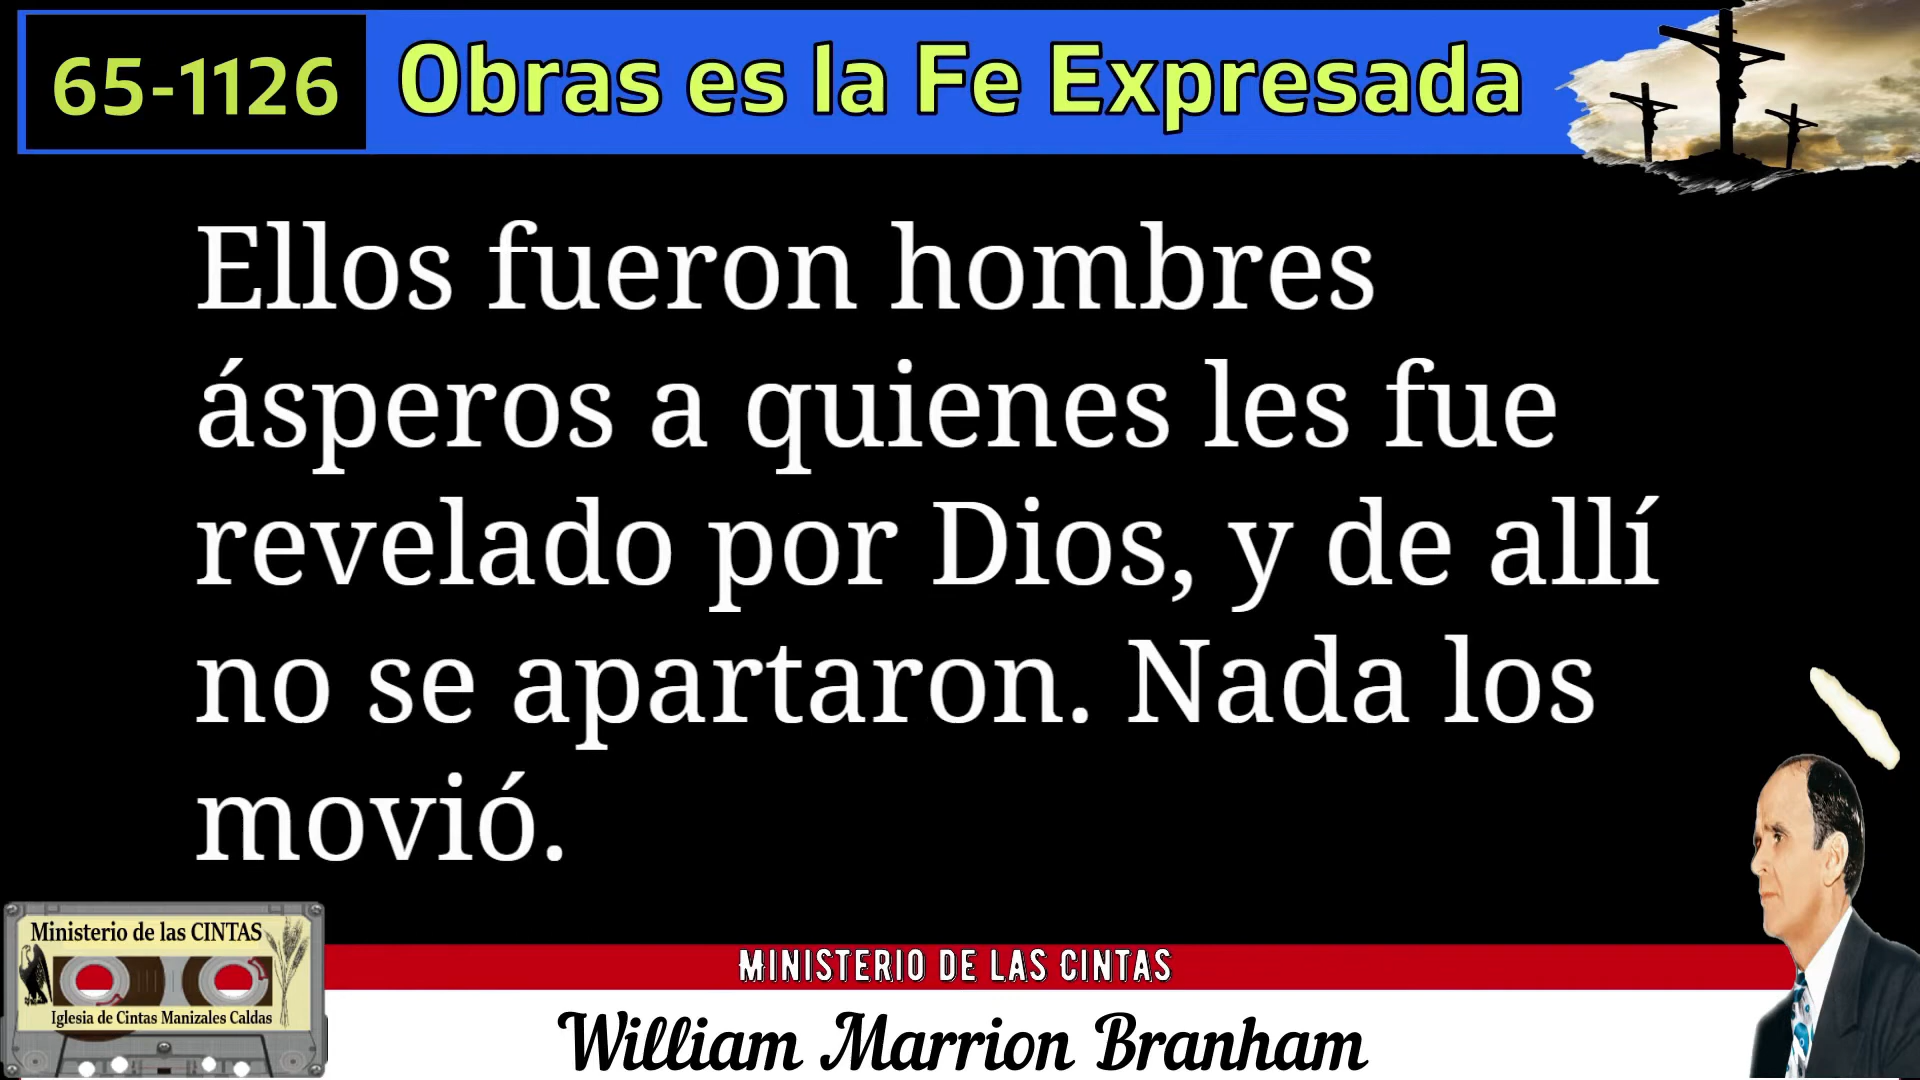 65-1126 Obras es la Fe Expresada
Ellos fueron hombres
ásperos a quienes les fue
revelado por Dios, y de allí
no se apartaron. Nada los
movió.
Ministerio de las CINTAS
Iglesia de Cintas Manizales Caldas
MINISTERIO DE LAS CINTAS
William Marrion Branham